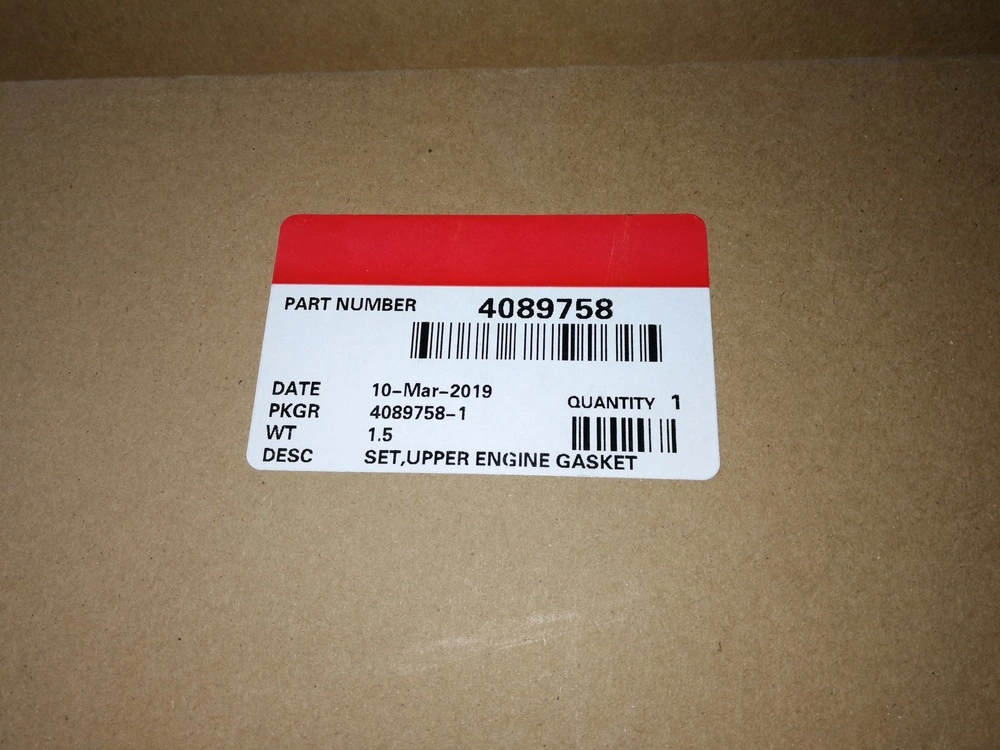 PART NUMBER 4089758
DATE 10-Mar-2019
PKGR 4089758-1
QUANTITY 1
WT 1.5
DESC SET,UPPER ENGINE GASKET